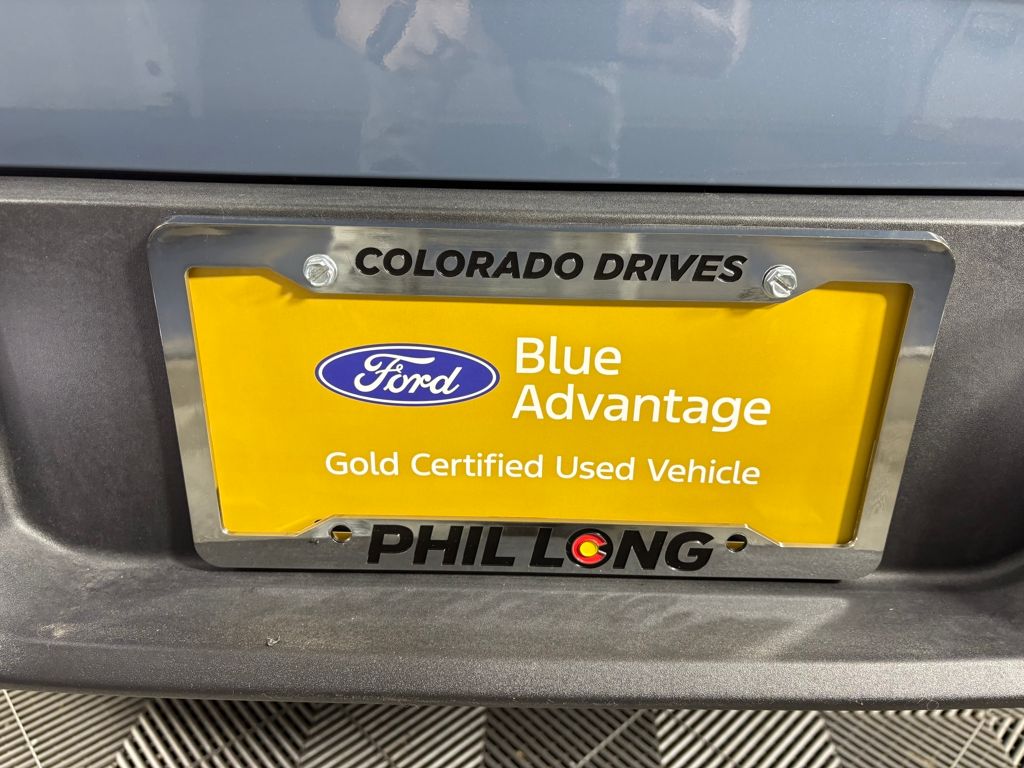 COLORADO DRIVES
Ford
Blue
Advantage
Gold Certified Used Vehicle
PHIL LONG